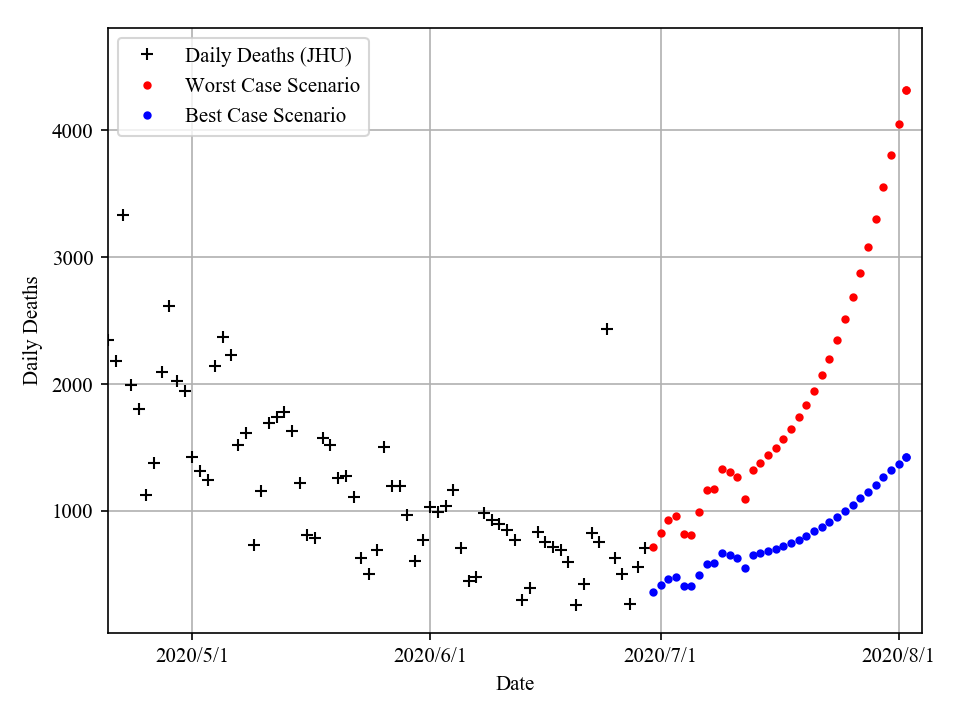 Daily Deaths (JHU)
Worst Case Scenario
Best Case Scenario
4000
3000
2000
1000
Daily Deaths
2020/5/1
2020/6/1
2020/7/1
2020/8/1
Date